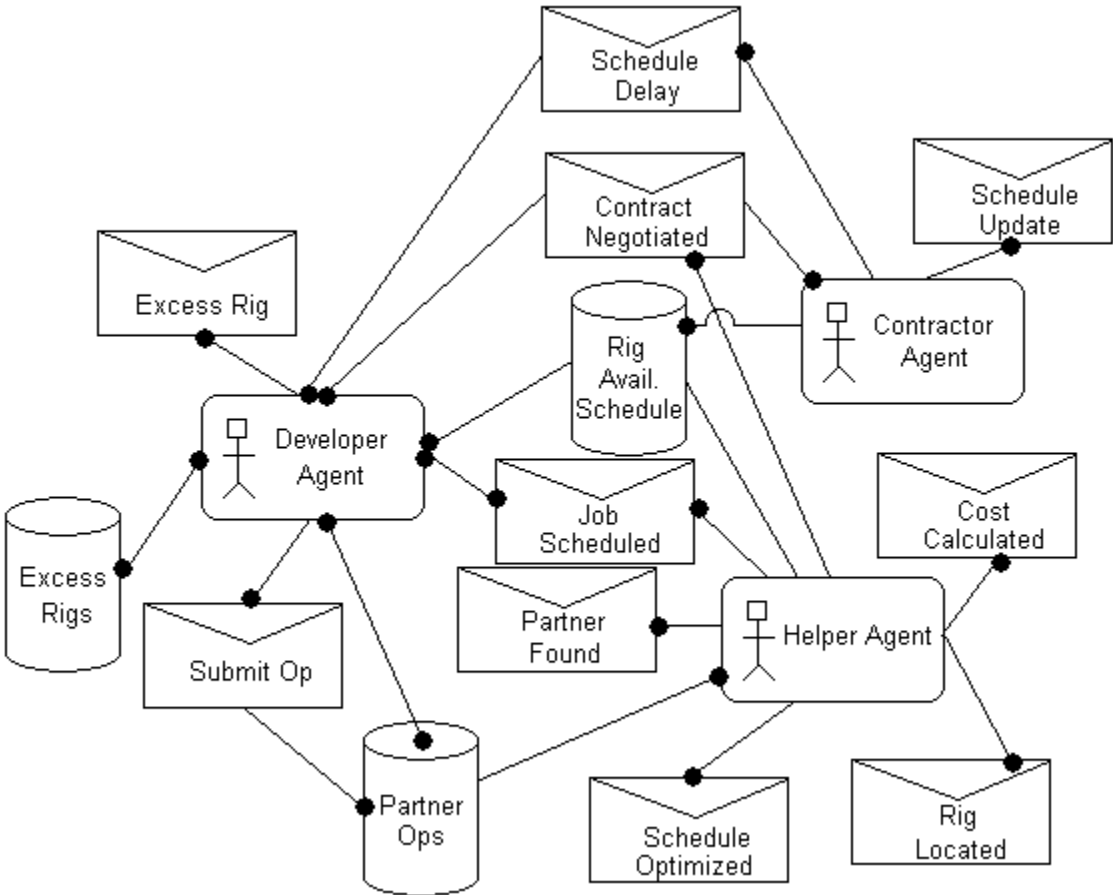 Schedule
Delay
Contract
Negotiated
Schedule
Update
Excess Rig
Rig
Avail.
Schedule
Contractor
Agent
Developer
Agent
Job
Scheduled
Cost
Calculated
Excess
Rigs
Partner
Found
Helper Agent
Submit Op
Partner
Ops
Schedule
Optimized
Rig
Located